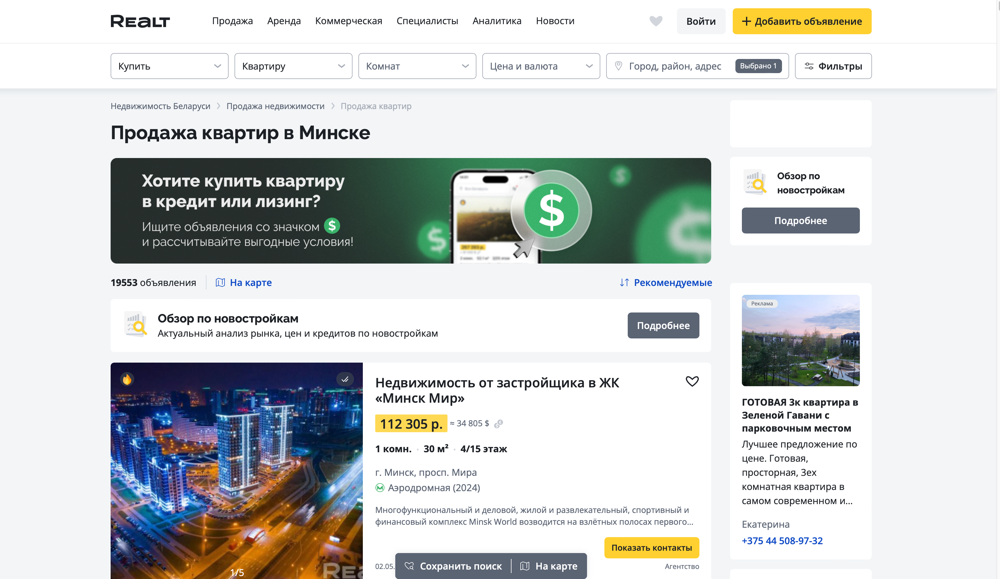 REALT
Продажа
Аренда
Коммерческая
Специалисты
Аналитика
Новости
Войти
Добавить объявление
Купить
Квартиру
Комнат
Цена и валюта
Город, район, адрес
Выбрано 1
Фильтры
Недвижимость Беларуси
Продажа недвижимости
Продажа квартир
Продажа квартир в Минске
Хотите купить квартиру
в кредит или лизинг?
Ищите объявления со значком $
и рассчитывайте выгодные условия!
19553 объявления
На карте
Рекомендуемые
Обзор по новостройкам
Актуальный анализ рынка, цен и кредитов по новостройкам
Подробнее
Недвижимость от застройщика в ЖК
«Минск Мир»
112 305 р. ≈ 34 805 $
1 комн. · 30 м² · 4/15 этаж
г. Минск, просп. Мира
Аэродромная (2024)
Многофункциональный и деловой, жилой и развлекательный, спортивный и
финансовый комплекс Minsk World возводится на взлётных полосах первого...
Показать контакты
02.05.
Агентство
1/5
Сохранить поиск
На карте
Обзор по
новостройкам
Подробнее
Реклама
ГОТОВАЯ 3к квартира в
Зеленой Гавани с
парковочным местом
Лучшее предложение по
цене. Готовая,
просторная, 3ех
комнатная квартира в
самом современном и...
Екатерина
+375 44 508-97-32